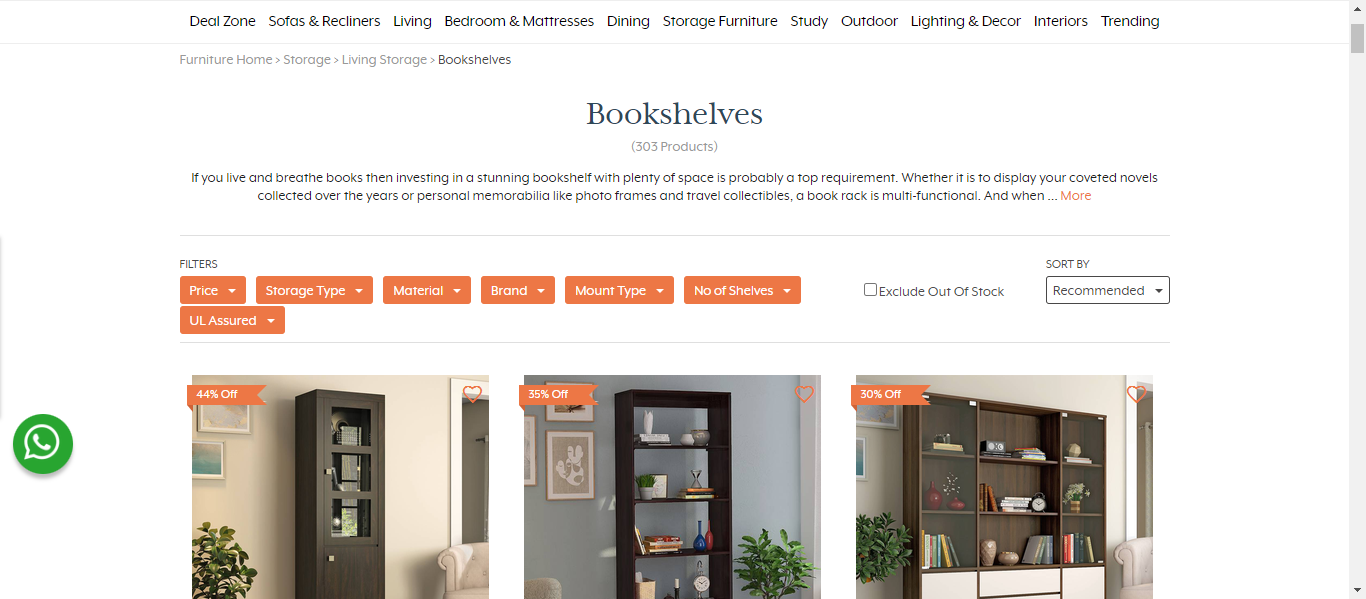 Deal Zone Sofas & Recliners Living Bedroom & Mattresses Dining Storage Furniture Study Outdoor Lighting & Decor Interiors Trending
Furniture Home > Storage > Living Storage > Bookshelves
Bookshelves
(303 Products)
If you live and breathe books then investing in a stunning bookshelf with plenty of space is probably a top requirement. Whether it is to display your coveted novels
collected over the years or personal memorabilia like photo frames and travel collectibles, a book rack is multi-functional. And when ... More
FILTERS
SORT BY
Price Storage Type Material Brand Mount Type No of Shelves
Exclude Out Of Stock
Recommended
UL Assured
44% Off
35% Off
30% Off